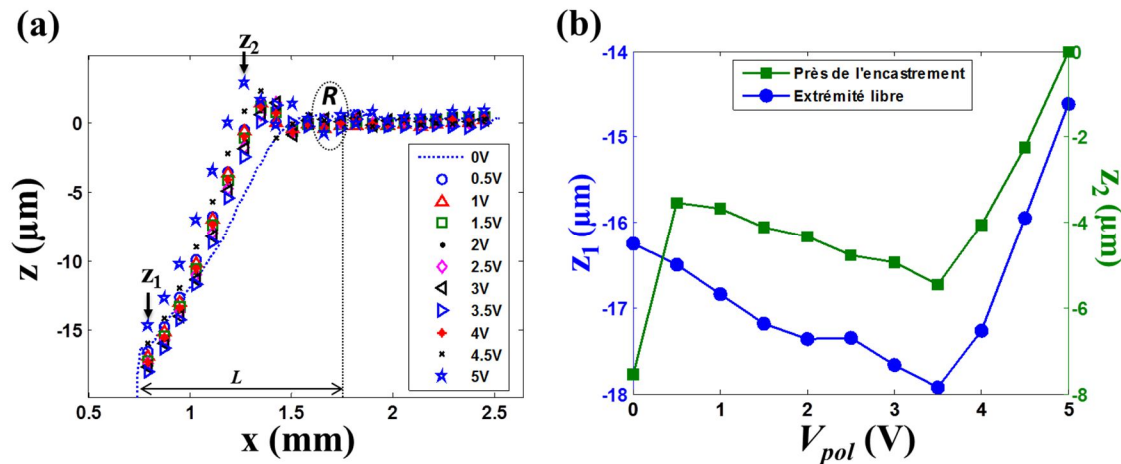 (a)
z₂
R
z₁
L
0
-5
-10
-15
z (μm)
0.5
1
1.5
2
2.5
x (mm)
0V
0.5V
1V
1.5V
2V
2.5V
3V
3.5V
4V
4.5V
5V
(b)
Près de l'encastrement
Extrémité libre
-14
-15
-16
-17
-18
Z₁ (μm)
0
-2
-4
-6
-8
Z₂ (μm)
0
1
2
3
4
5
V_pol (V)